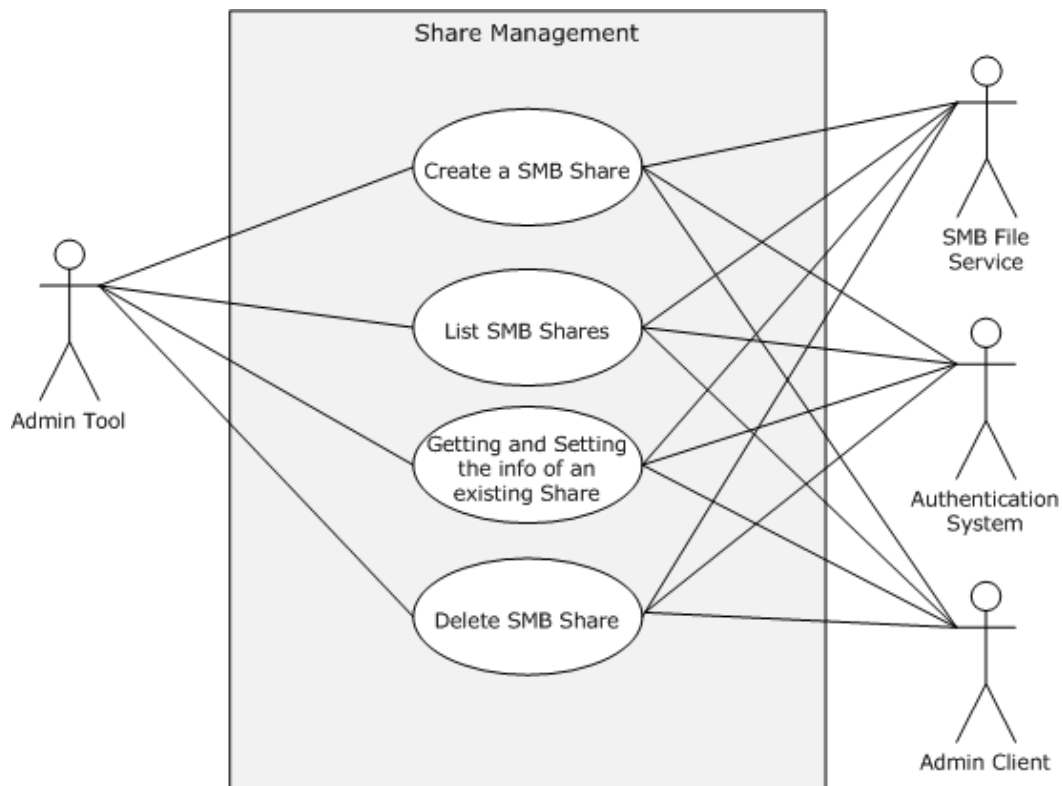 Share Management
Create a SMB Share
SMB File
Service
List SMB Shares
Admin Tool
Getting and Setting
the info of an
existing Share
Authentication
System
Delete SMB Share
Admin Client